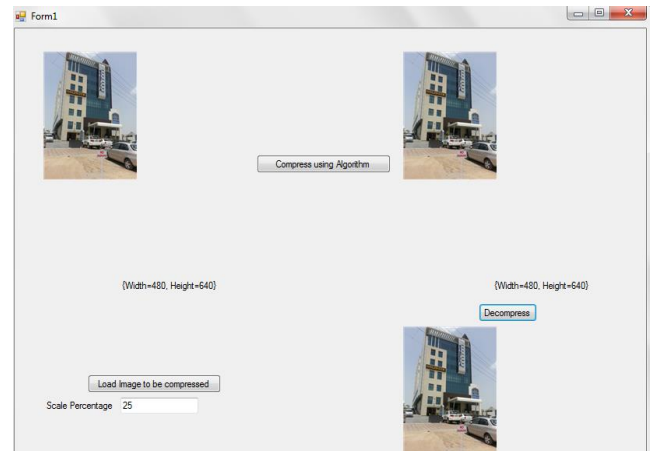 Form1
Compress using Algorithm
{Width=480, Height=640}
{Width=480, Height=640}
Decompress
Load Image to be compressed
Scale Percentage 25